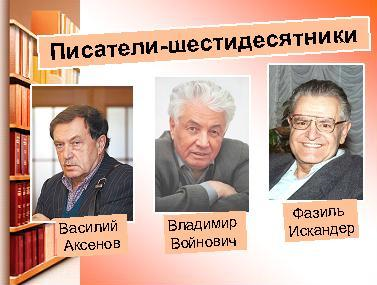 Писатели-шестидесятники
Василий
Аксенов
Владимир
Войнович
Фазиль
Искандер